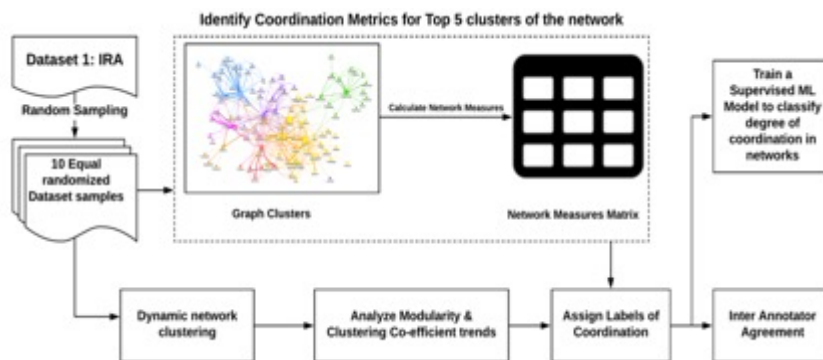 Identify Coordination Metrics for Top 5 clusters of the network
Dataset 1: IRA
Random Sampling
10 Equal
randomized
Dataset samples
Calculate Network Measures
Graph Clusters
Network Measures Matrix
Train a
Supervised ML
Model to classify
degree of
coordination in
networks
Dynamic network
clustering
Analyze Modularity &
Clustering Co-efficient trends
Assign Labels of
Coordination
Inter Annotator
Agreement